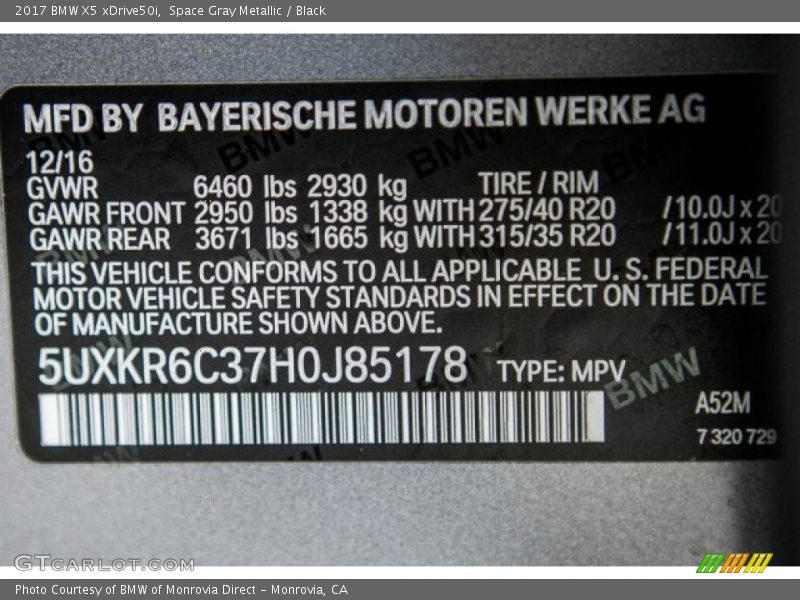 2017 BMW X5 xDrive50i, Space Gray Metallic / Black
MFD BY BAYERISCHE MOTOREN WERKE AG
12/16
GVWR 6460 lbs 2930 kg TIRE / RIM
GAWR FRONT 2950 lbs 1338 kg WITH 275/40 R20 /10.0J x 20
GAWR REAR 3671 lbs 1665 kg WITH 315/35 R20 /11.0J x 20
THIS VEHICLE CONFORMS TO ALL APPLICABLE U.S. FEDERAL
MOTOR VEHICLE SAFETY STANDARDS IN EFFECT ON THE DATE
OF MANUFACTURE SHOWN ABOVE.
5UXKR6C37H0J85178 TYPE: MPV
BMW
A52M
7 320 729
GTCARLOT.COM
Photo Courtesy of BMW of Monrovia Direct - Monrovia, CA